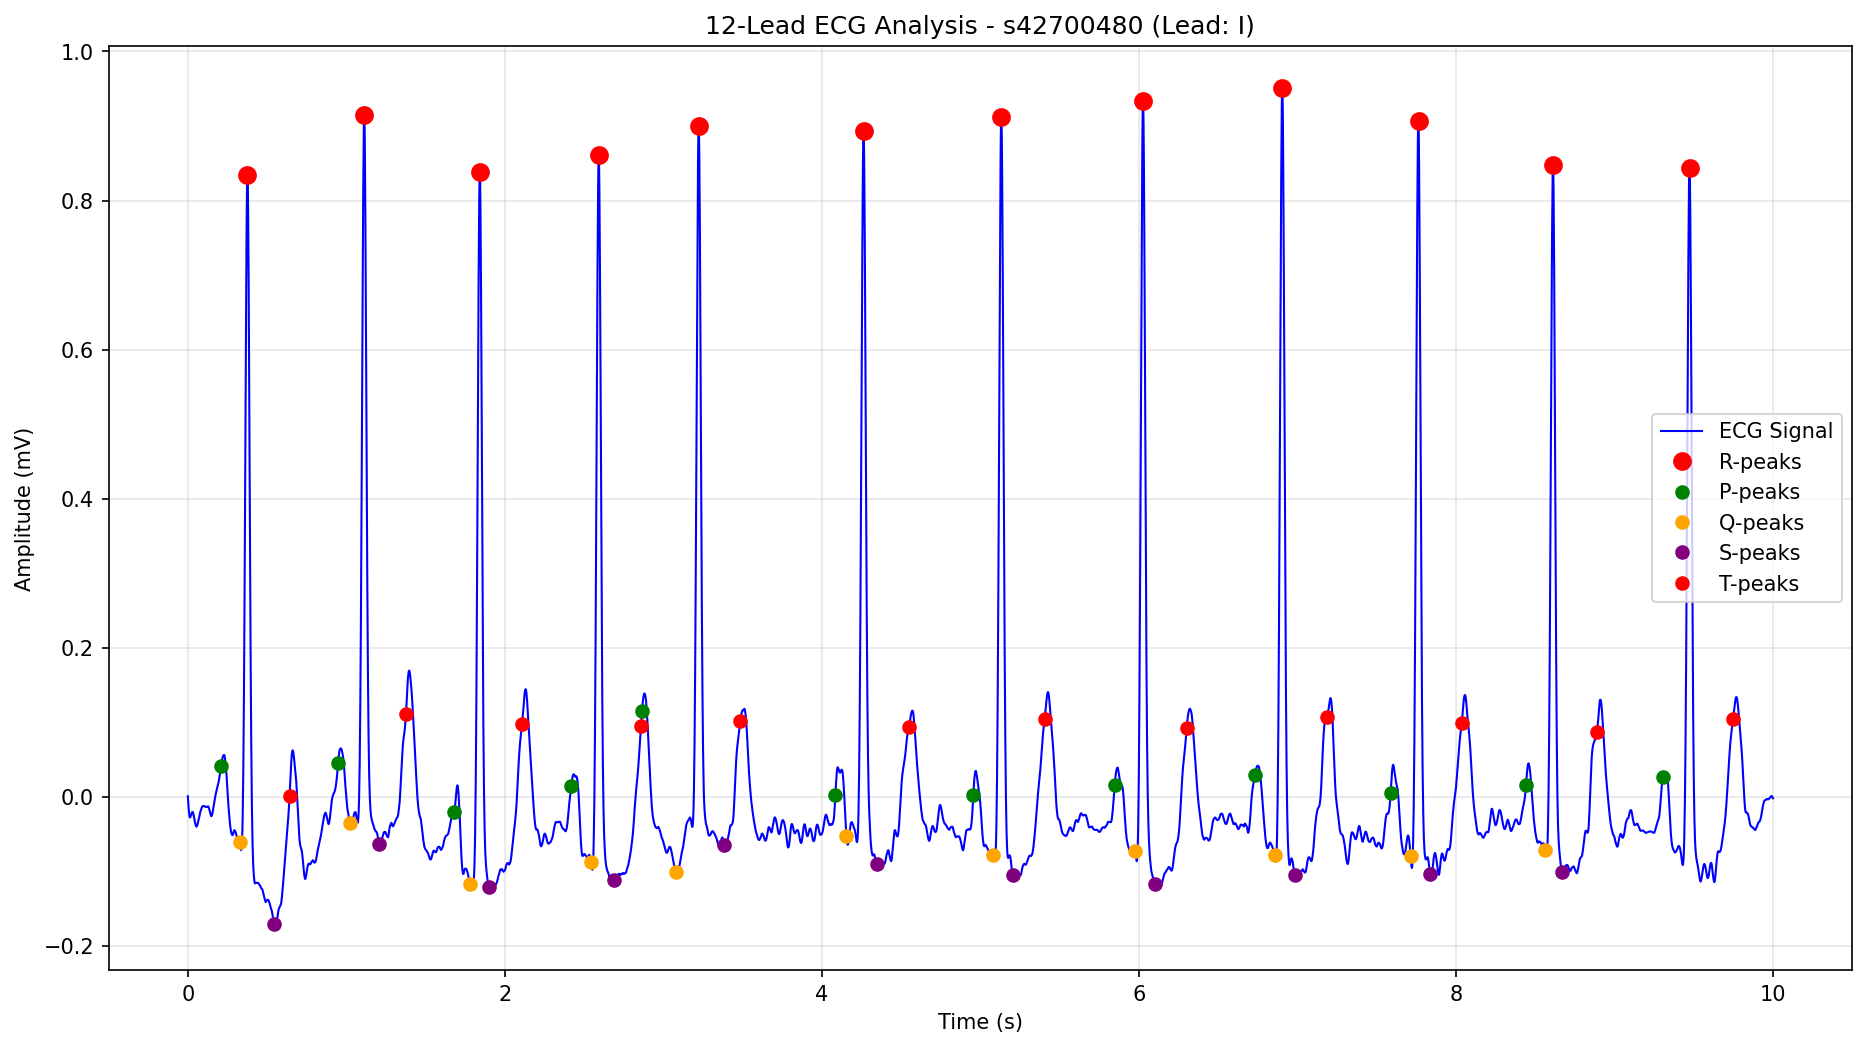 12-Lead ECG Analysis - s42700480 (Lead: I)
Amplitude (mV)
1.0
0.8
0.6
0.4
0.2
0.0
−0.2
ECG Signal
R-peaks
P-peaks
Q-peaks
S-peaks
T-peaks
0 2 4 6 8 10
Time (s)